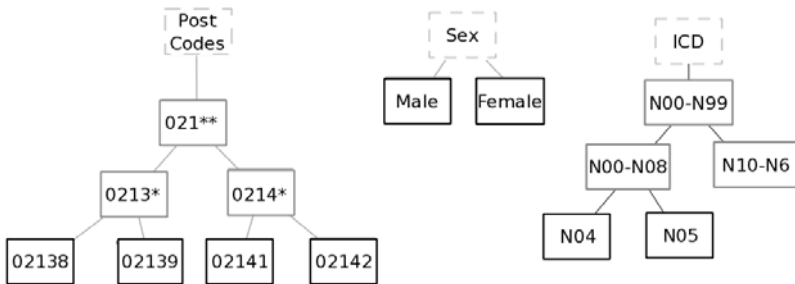 Post
Codes
021**
0213*
0214*
02138
02139
02141
02142
Sex
Male
Female
ICD
N00-N99
N00-N08
N10-N6
N04
N05